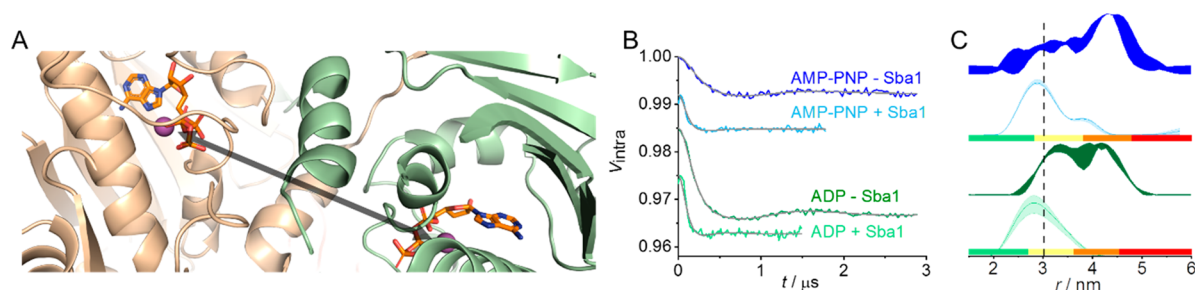 A
B
C
Vintra
1.00
0.99
0.98
0.97
0.96
AMP-PNP - Sba1
AMP-PNP + Sba1
ADP - Sba1
ADP + Sba1
0
1
2
3
t / μs
2
3
4
5
6
r / nm